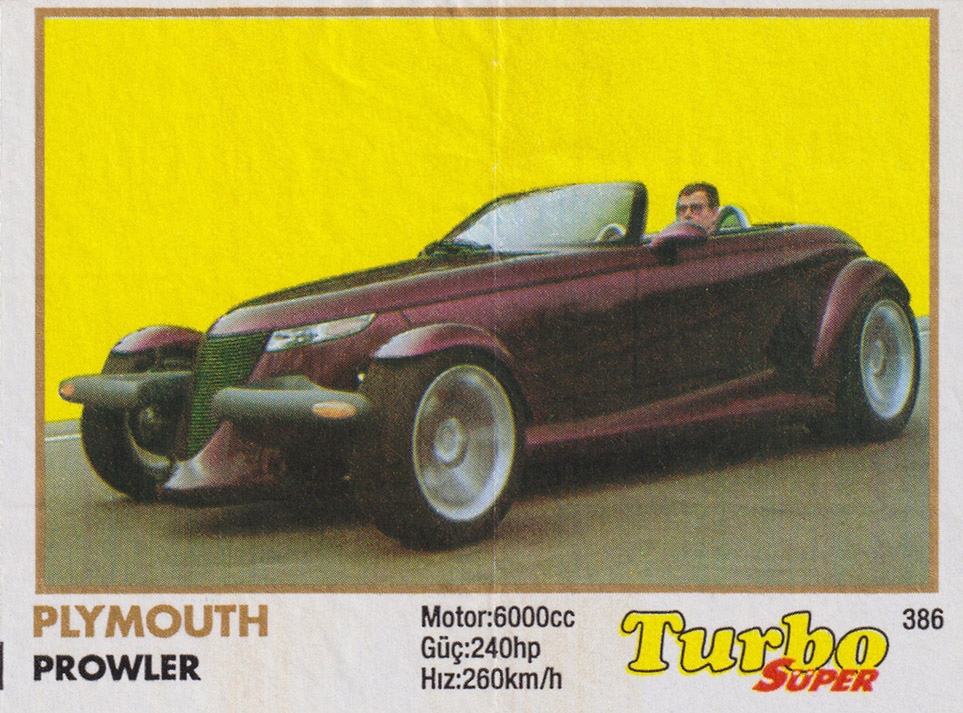 PLYMOUTH
PROWLER
Motor:6000cc
Güç:240hp
Hız:260km/h
Turbo
SUPER
386